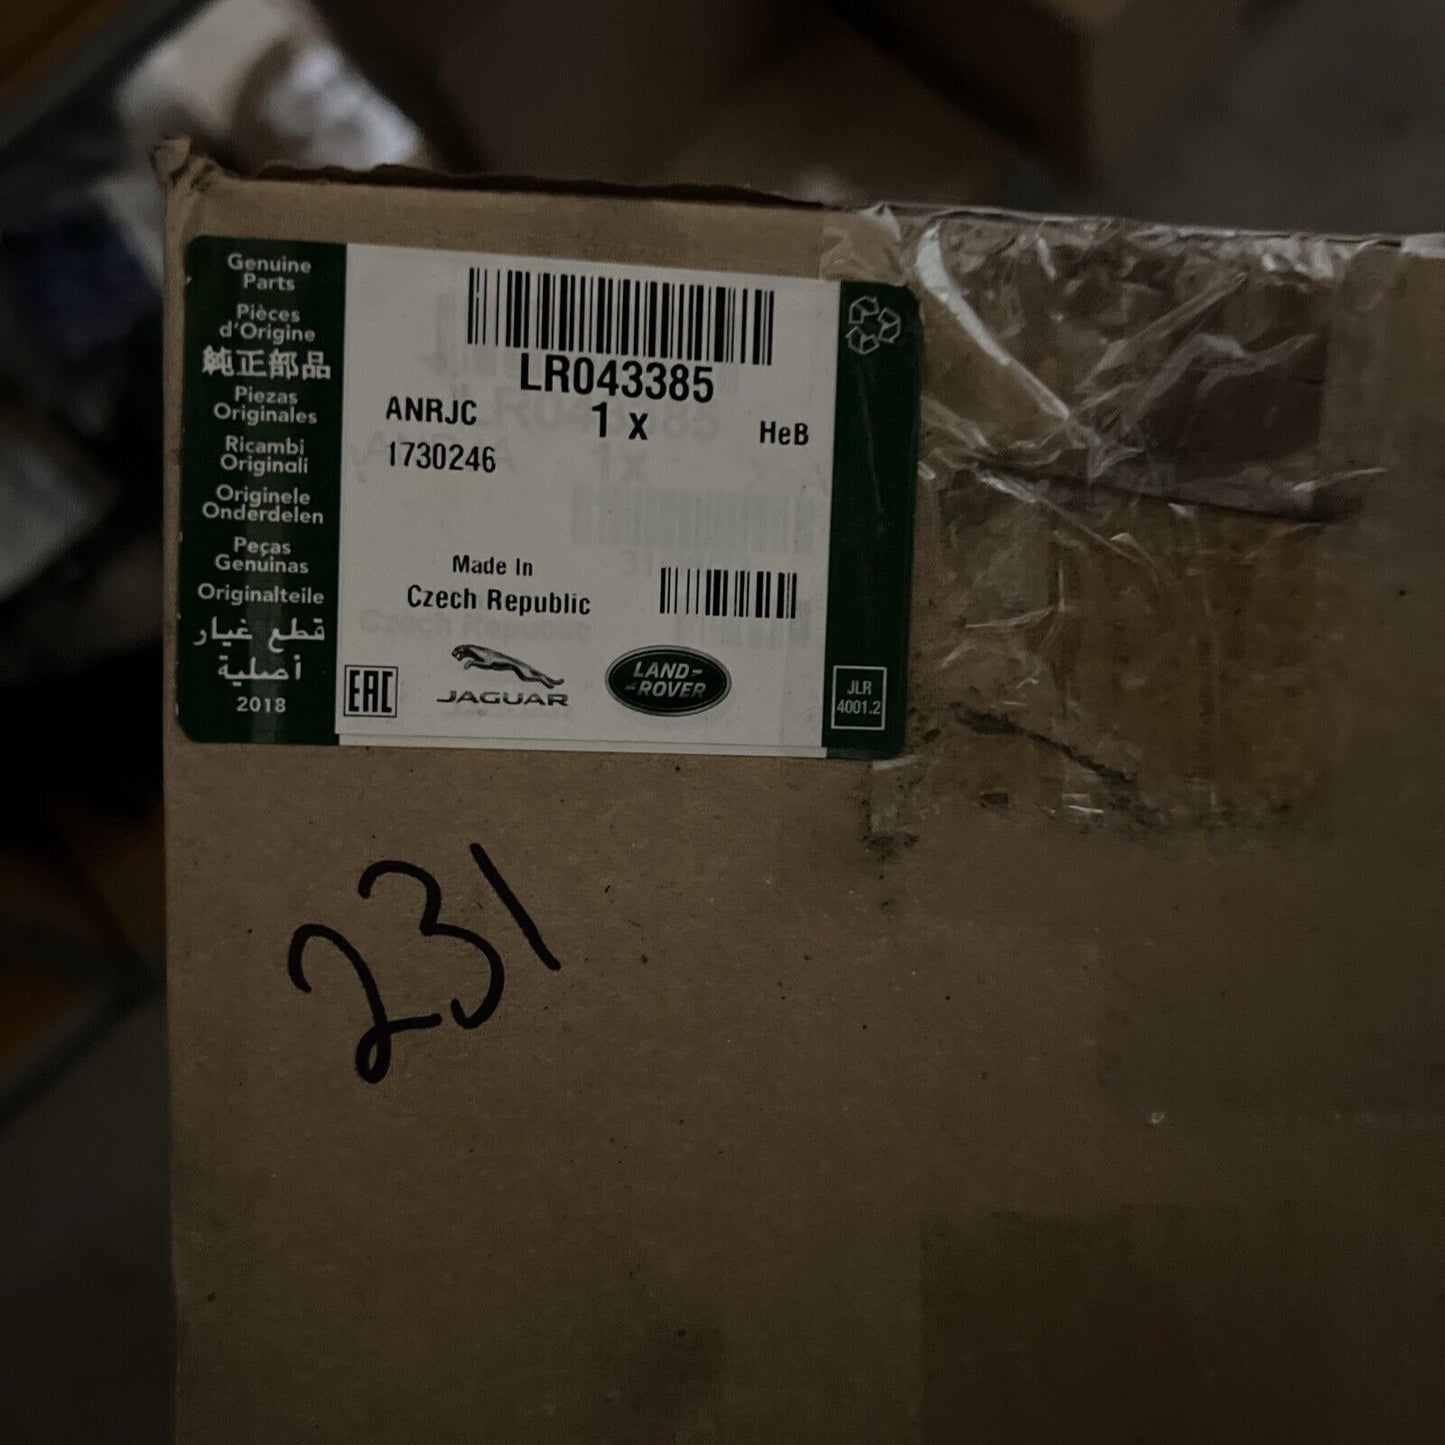 Genuine
Parts
Pièces
d'Origine
純正部品
Piezas
Originales
Ricambi
Originali
Originele
Onderdelen
Peças
Genuinas
Originalteile
قطع غيار
أصلية
2018
LR043385
ANRJC
1 x
HeB
1730246
Made In
Czech Republic
EAC
JAGUAR
LAND-
-ROVER
JLR
4001.2
231